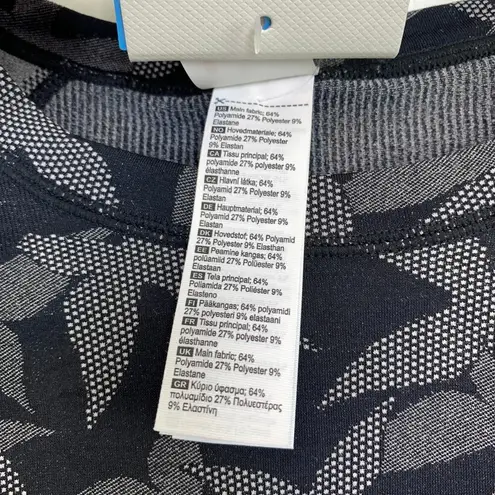 US Main fabric; 64%
Polyamide 27% Polyester 9%
Elastane
NO Hovedmateriale; 64%
Polyamid 27% Polyester
9% Elastan
CA Tissu principal; 64%
polyamide 27% polyester 9%
élasthanne
CZ Hlavní látka; 64%
Polyamid 27% Polyester 9%
Elastan
DE Hauptmaterial; 64%
Polyamid 27% Polyester 9%
Elastan
DK Hovedstof; 64% Polyamid
27% Polyester 9% Elasthan
EE Peamine kangas; 64%
polüamiid 27% Polüester 9%
Elastaan
ES Tela principal; 64%
Poliamida 27% Poliéster 9%
Elasteno
FI Pääkangas; 64% polyamidi
27% polyesteri 9% elastaani
FR Tissu principal; 64%
polyamide 27% polyester 9%
élasthanne
UK Main fabric; 64%
Polyamide 27% Polyester 9%
Elastane
GR Κύριο ύφασμα; 64%
πολυαμίδιο 27% Πολυεστέρας
9% Ελαστίνη